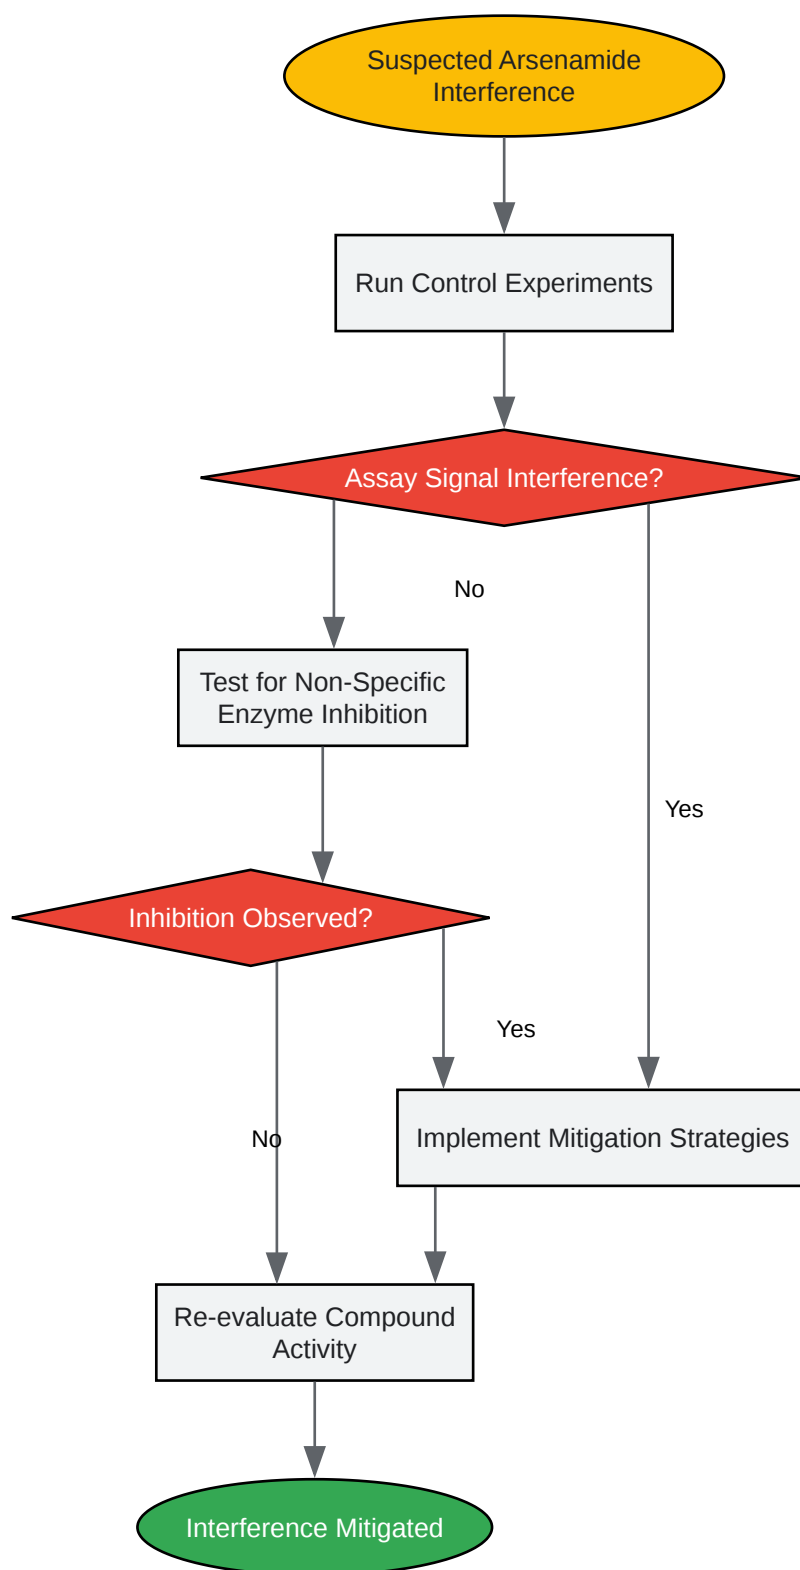 Suspected Arsenamide
Interference
Run Control Experiments
Assay Signal Interference?
No
Test for Non-Specific
Enzyme Inhibition
Yes
Inhibition Observed?
Yes
No
Implement Mitigation Strategies
Re-evaluate Compound
Activity
Interference Mitigated